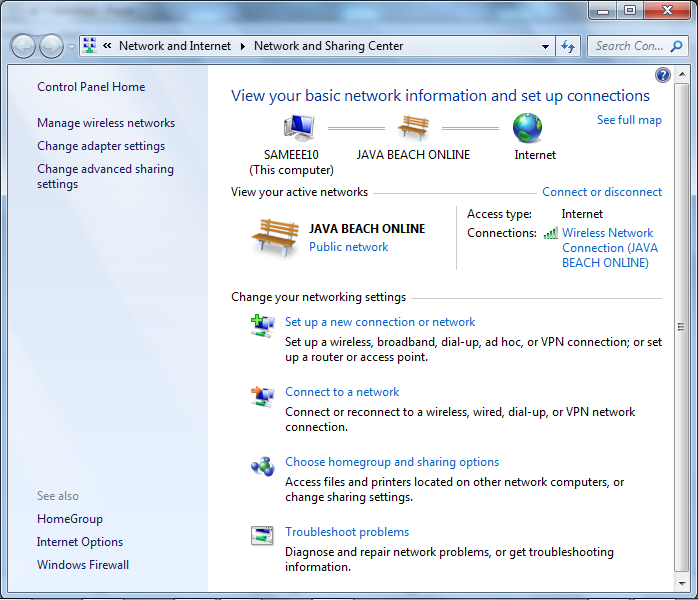 « Network and Internet ▸ Network and Sharing Center
Search Con...
Control Panel Home
Manage wireless networks
Change adapter settings
Change advanced sharing
settings
See also
HomeGroup
Internet Options
Windows Firewall
View your basic network information and set up connections
See full map
SAMEEE10
(This computer)
JAVA BEACH ONLINE
Internet
View your active networks
Connect or disconnect
JAVA BEACH ONLINE
Public network
Access type: Internet
Connections: Wireless Network
Connection (JAVA
BEACH ONLINE)
Change your networking settings
Set up a new connection or network
Set up a wireless, broadband, dial-up, ad hoc, or VPN connection; or set
up a router or access point.
Connect to a network
Connect or reconnect to a wireless, wired, dial-up, or VPN network
connection.
Choose homegroup and sharing options
Access files and printers located on other network computers, or
change sharing settings.
Troubleshoot problems
Diagnose and repair network problems, or get troubleshooting
information.